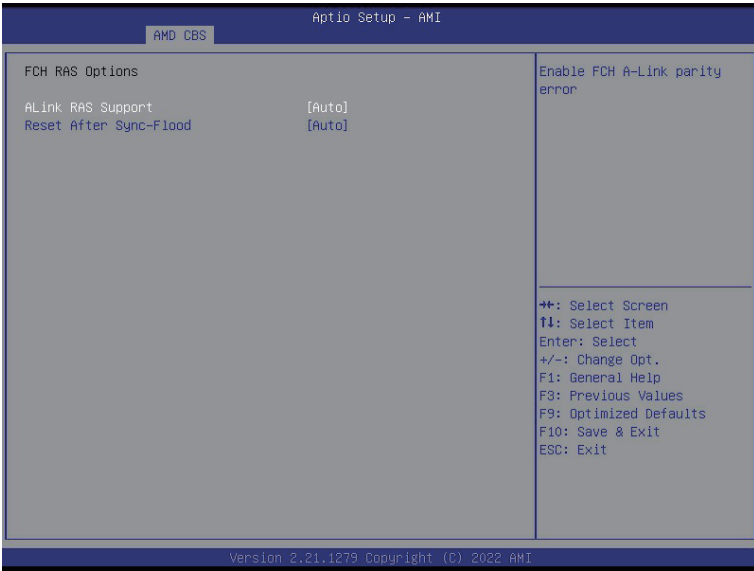 Aptio Setup – AMI
AMD CBS
FCH RAS Options
ALink RAS Support [Auto]
Reset After Sync-Flood [Auto]
Enable FCH A-Link parity
error
→←: Select Screen
↑↓: Select Item
Enter: Select
+/-: Change Opt.
F1: General Help
F3: Previous Values
F9: Optimized Defaults
F10: Save & Exit
ESC: Exit
Version 2.21.1279 Copyright (C) 2022 AMI